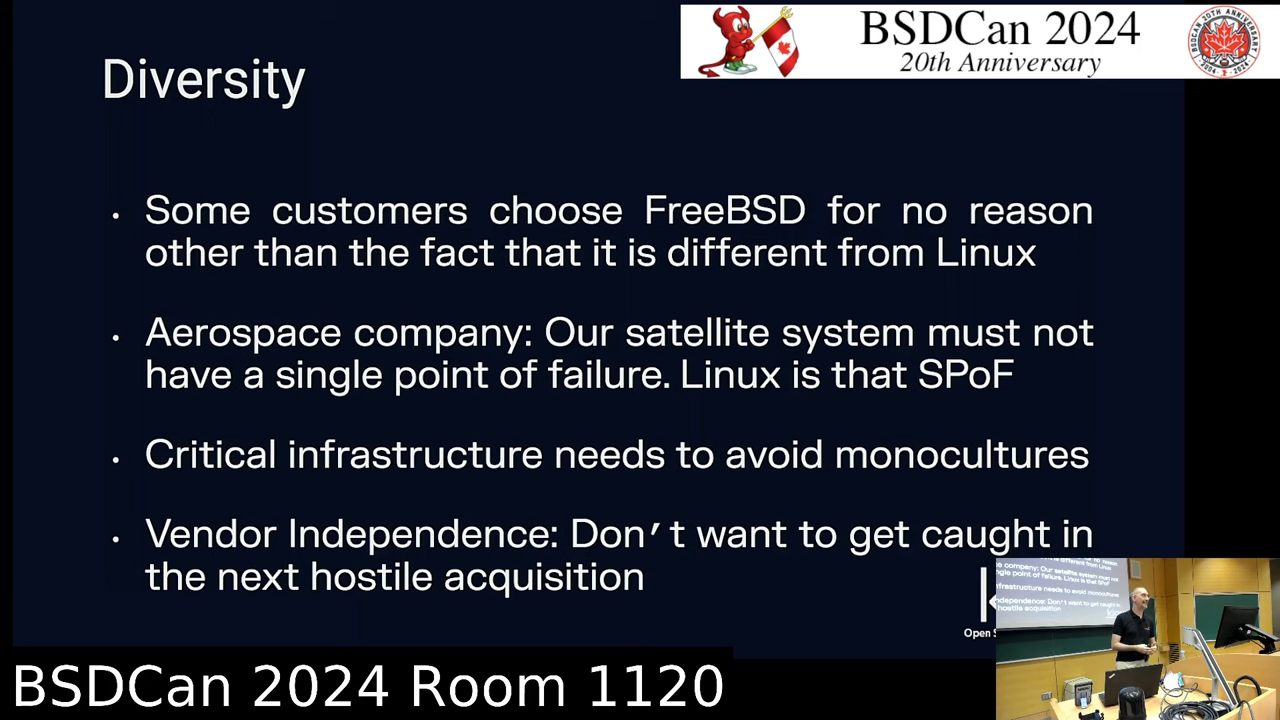 BSDCan 2024
20th Anniversary
Diversity
• Some customers choose FreeBSD for no reason
other than the fact that it is different from Linux
• Aerospace company: Our satellite system must not
have a single point of failure. Linux is that SPoF
• Critical infrastructure needs to avoid monocultures
• Vendor Independence: Don't want to get caught in
the next hostile acquisition
Open S
BSDCan 2024 Room 1120